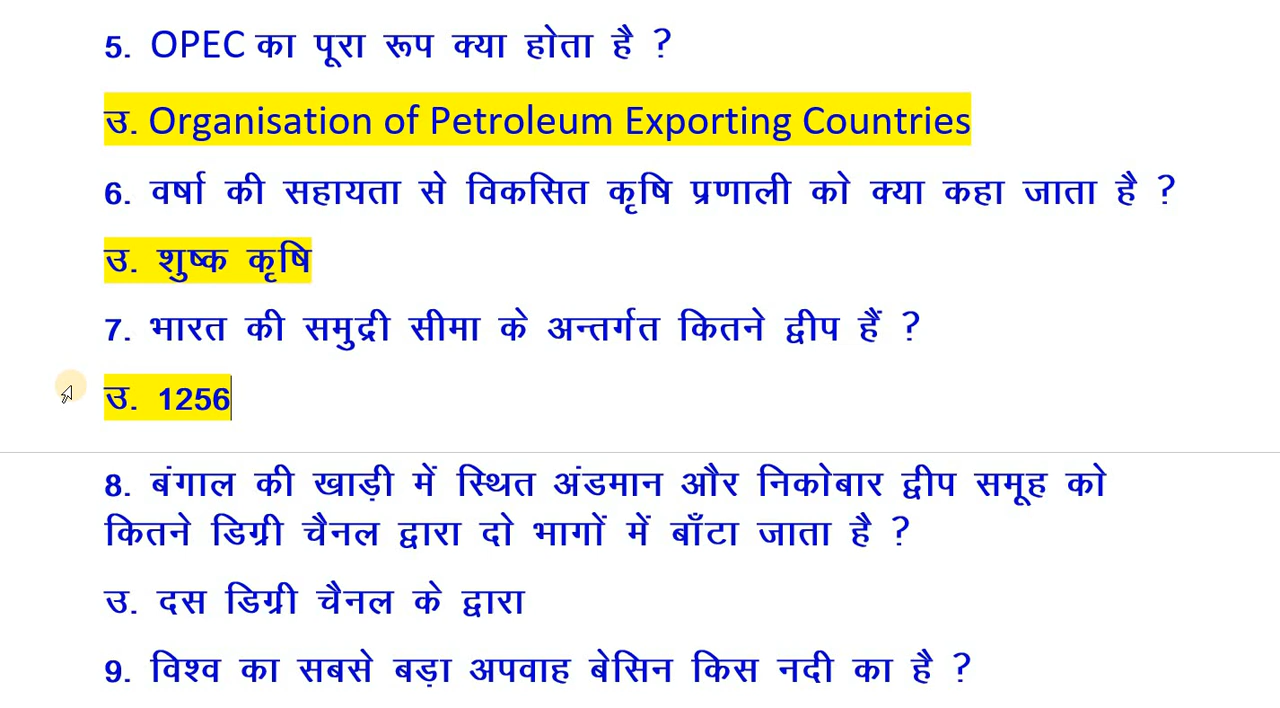 5. OPEC का पूरा रूप क्या होता है ?
उ. Organisation of Petroleum Exporting Countries
6. वर्षा की सहायता से विकसित कृषि प्रणाली को क्या कहा जाता है ?
उ. शुष्क कृषि
7. भारत की समुद्री सीमा के अन्तर्गत कितने द्वीप हैं ?
उ. 1256
8. बंगाल की खाड़ी में स्थित अंडमान और निकोबार द्वीप समूह को
कितने डिग्री चैनल द्वारा दो भागों में बाँटा जाता है ?
उ. दस डिग्री चैनल के द्वारा
9. विश्व का सबसे बड़ा अपवाह बेसिन किस नदी का है ?